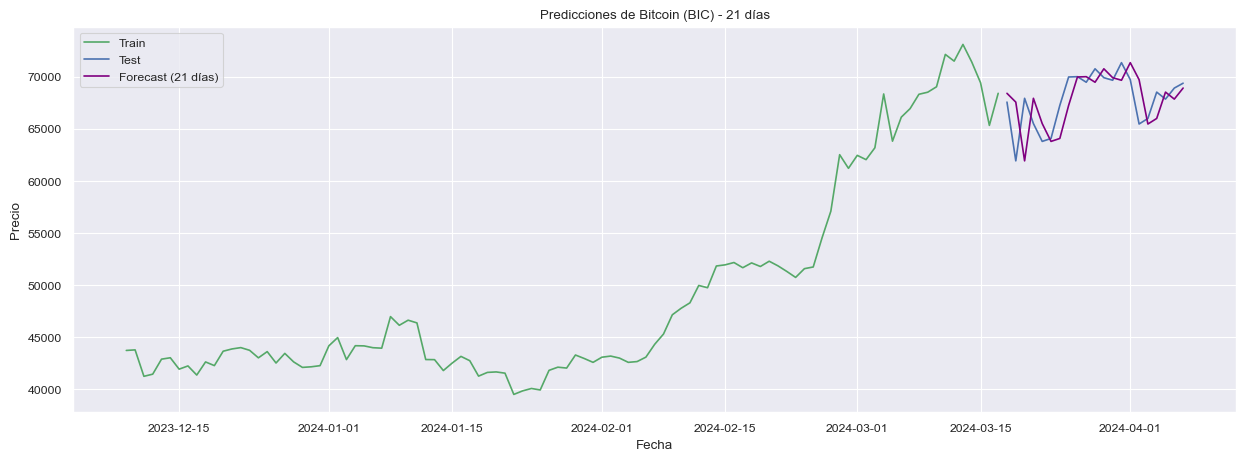 Predicciones de Bitcoin (BIC) - 21 días
Train
Test
Forecast (21 días)
Precio
70000
65000
60000
55000
50000
45000
40000
2023-12-15
2024-01-01
2024-01-15
2024-02-01
2024-02-15
2024-03-01
2024-03-15
2024-04-01
Fecha